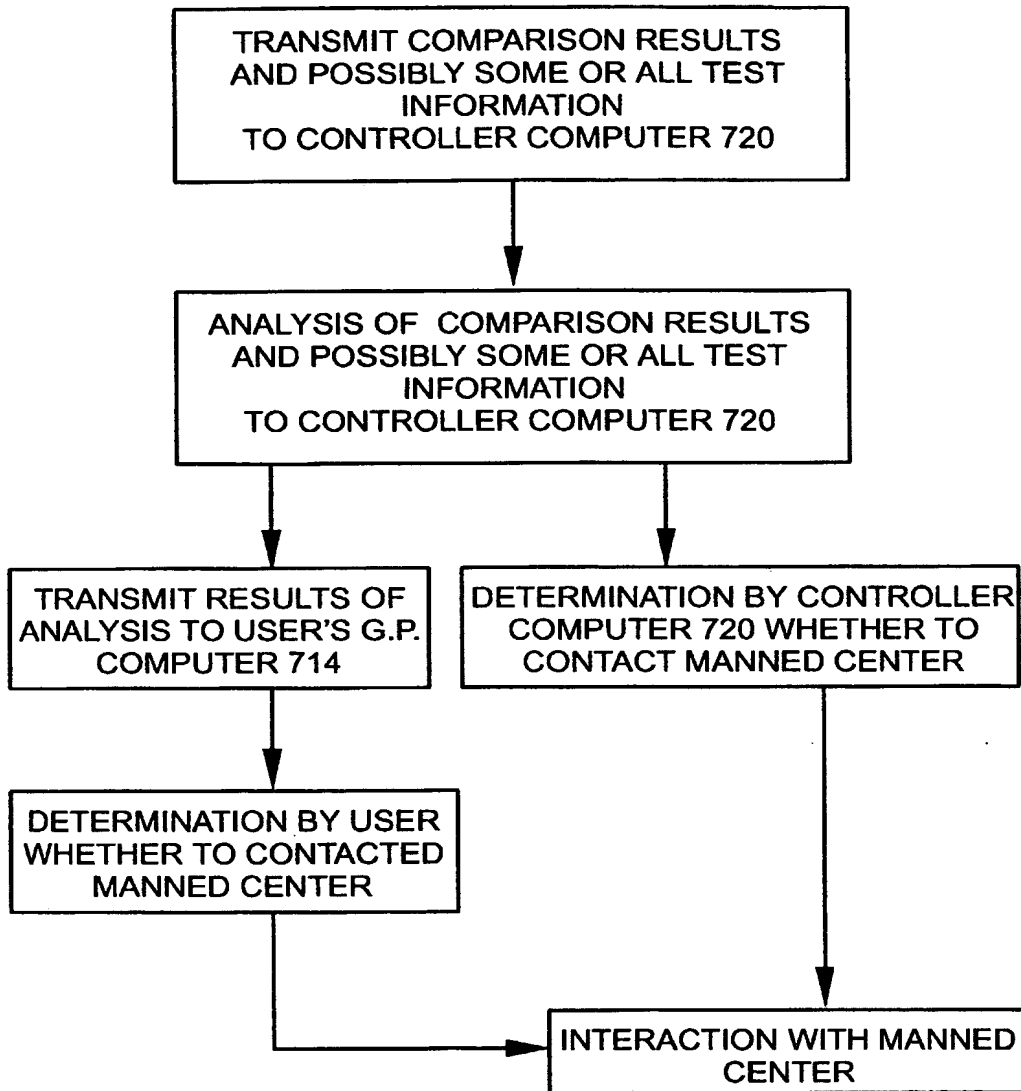 TRANSMIT COMPARISON RESULTS
AND POSSIBLY SOME OR ALL TEST
INFORMATION
TO CONTROLLER COMPUTER 720
ANALYSIS OF COMPARISON RESULTS
AND POSSIBLY SOME OR ALL TEST
INFORMATION
TO CONTROLLER COMPUTER 720
TRANSMIT RESULTS OF
ANALYSIS TO USER'S G.P.
COMPUTER 714
DETERMINATION BY CONTROLLER
COMPUTER 720 WHETHER TO
CONTACT MANNED CENTER
DETERMINATION BY USER
WHETHER TO CONTACTED
MANNED CENTER
INTERACTION WITH MANNED
CENTER